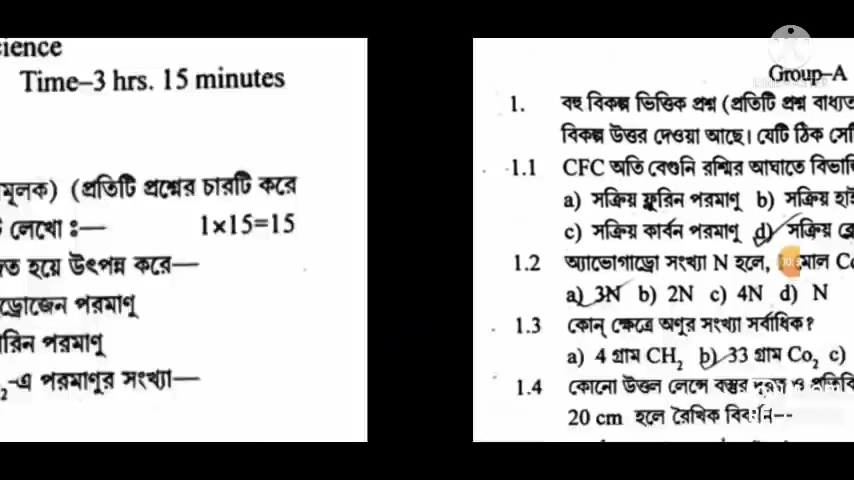 cience
Time–3 hrs. 15 minutes
মূলক) (প্রতিটি প্রশ্নের চারটি করে
লেখো ঃ— 1×15=15
হয়ে উৎপন্ন করে—
ড্রোজেন পরমাণু
রিন পরমাণু
2-এ পরমাণুর সংখ্যা—
Group–A
1. বহু বিকল্প ভিত্তিক প্রশ্ন (প্রতিটি প্রশ্ন বাধ্যত
বিকল্প উত্তর দেওয়া আছে। যেটি ঠিক সেটি
1.1 CFC অতি বেগুনি রশ্মির আঘাতে বিভাজি
a) সক্রিয় ফ্লুরিন পরমাণু b) সক্রিয় হাই
c) সক্রিয় কার্বন পরমাণু d) সক্রিয় ক্লো
1.2 অ্যাভোগাড্রো সংখ্যা N হলে, মোল Co
a) 3N b) 2N c) 4N d) N
1.3 কোন্ ক্ষেত্রে অণুর সংখ্যা সর্বাধিক?
a) 4 গ্রাম CH2 b) 33 গ্রাম Co2 c)
1.4 কোনো উত্তল লেন্সে বস্তুর দূরত্ব ও প্রতিবি
20 cm হলে রৈখিক বিবর্ধন--